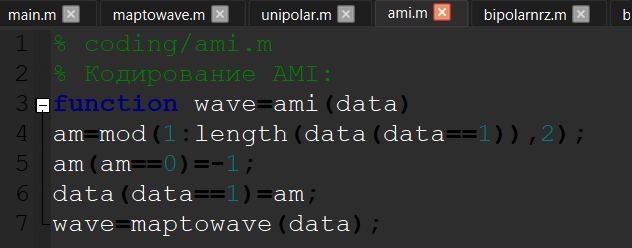 main.m maptowave.m unipolar.m ami.m bipolarnrz.m b
1 % coding/ami.m
2 % Кодирование AMI:
3 function wave=ami(data)
4 am=mod(1:length(data(data==1)),2);
5 am(am==0)=-1;
6 data(data==1)=am;
7 wave=maptowave(data);